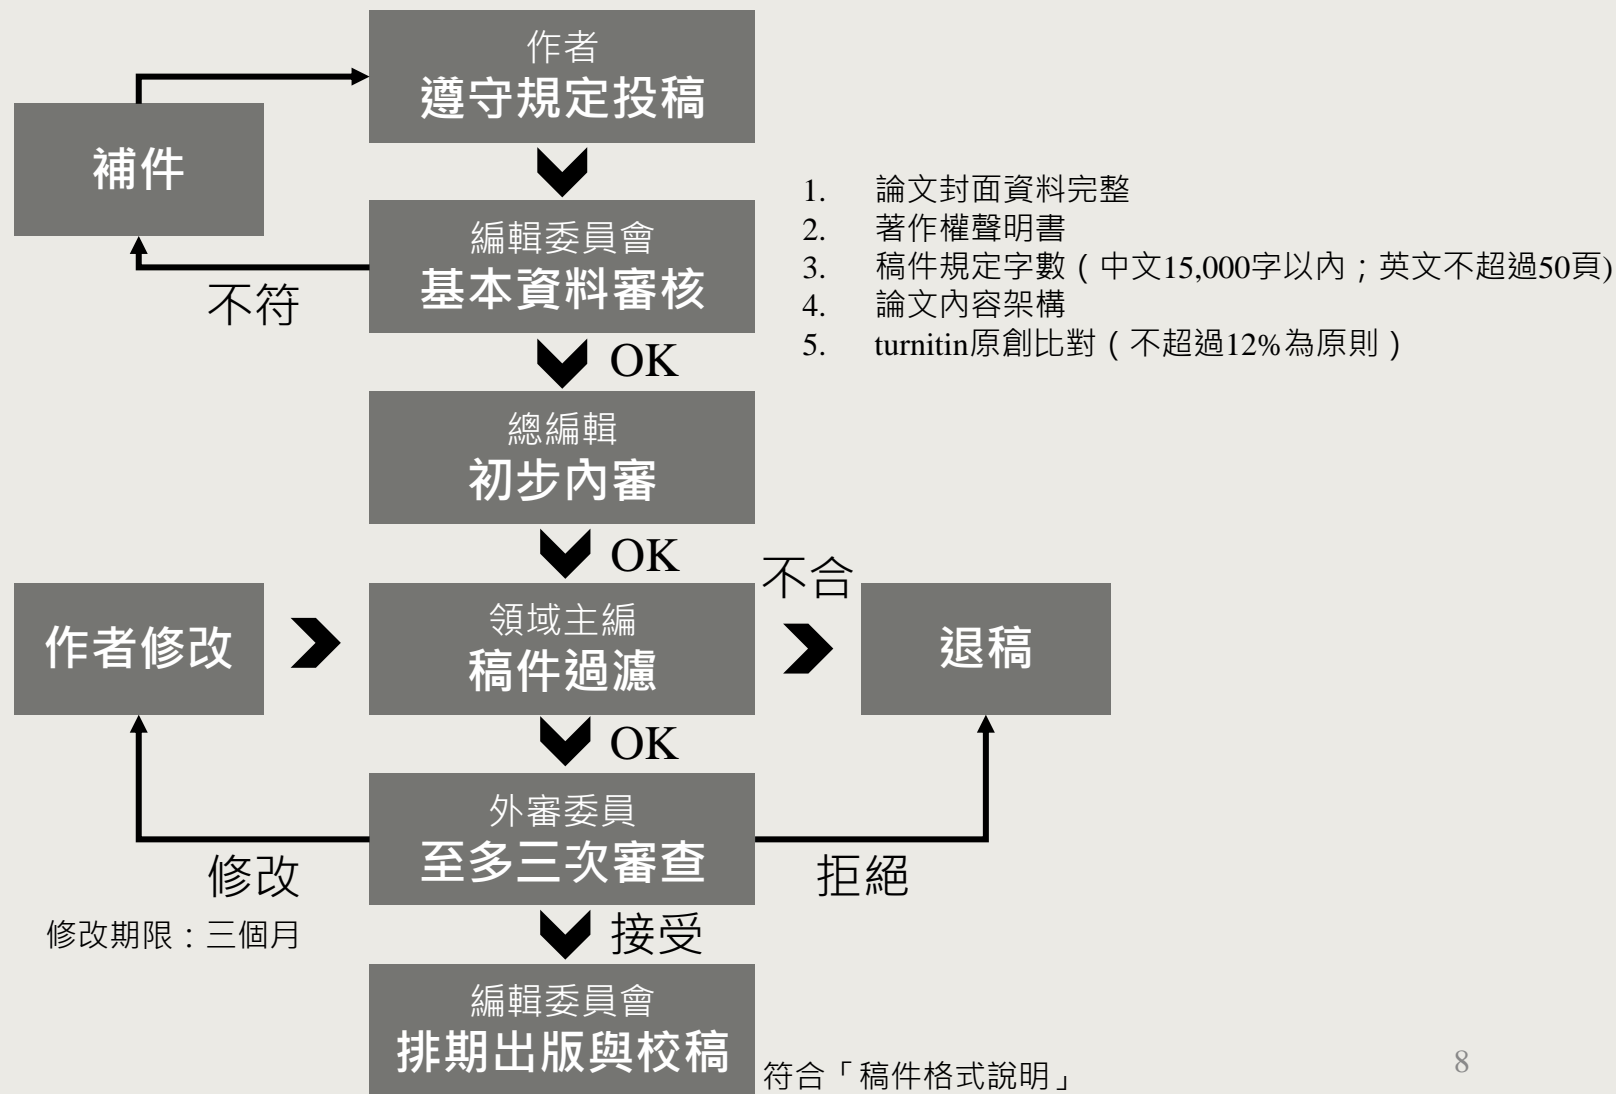 作者
遵守規定投稿
補件
編輯委員會
基本資料審核
不符
1. 論文封面資料完整
2. 著作權聲明書
3. 稿件規定字數（中文15,000字以內；英文不超過50頁)
4. 論文內容架構
5. turnitin原創比對（不超過12%為原則）
OK
總編輯
初步內審
OK
不合
作者修改
領域主編
稿件過濾
退稿
OK
外審委員
至多三次審查
修改
拒絕
修改期限：三個月
接受
編輯委員會
排期出版與校稿
符合「稿件格式說明」
8